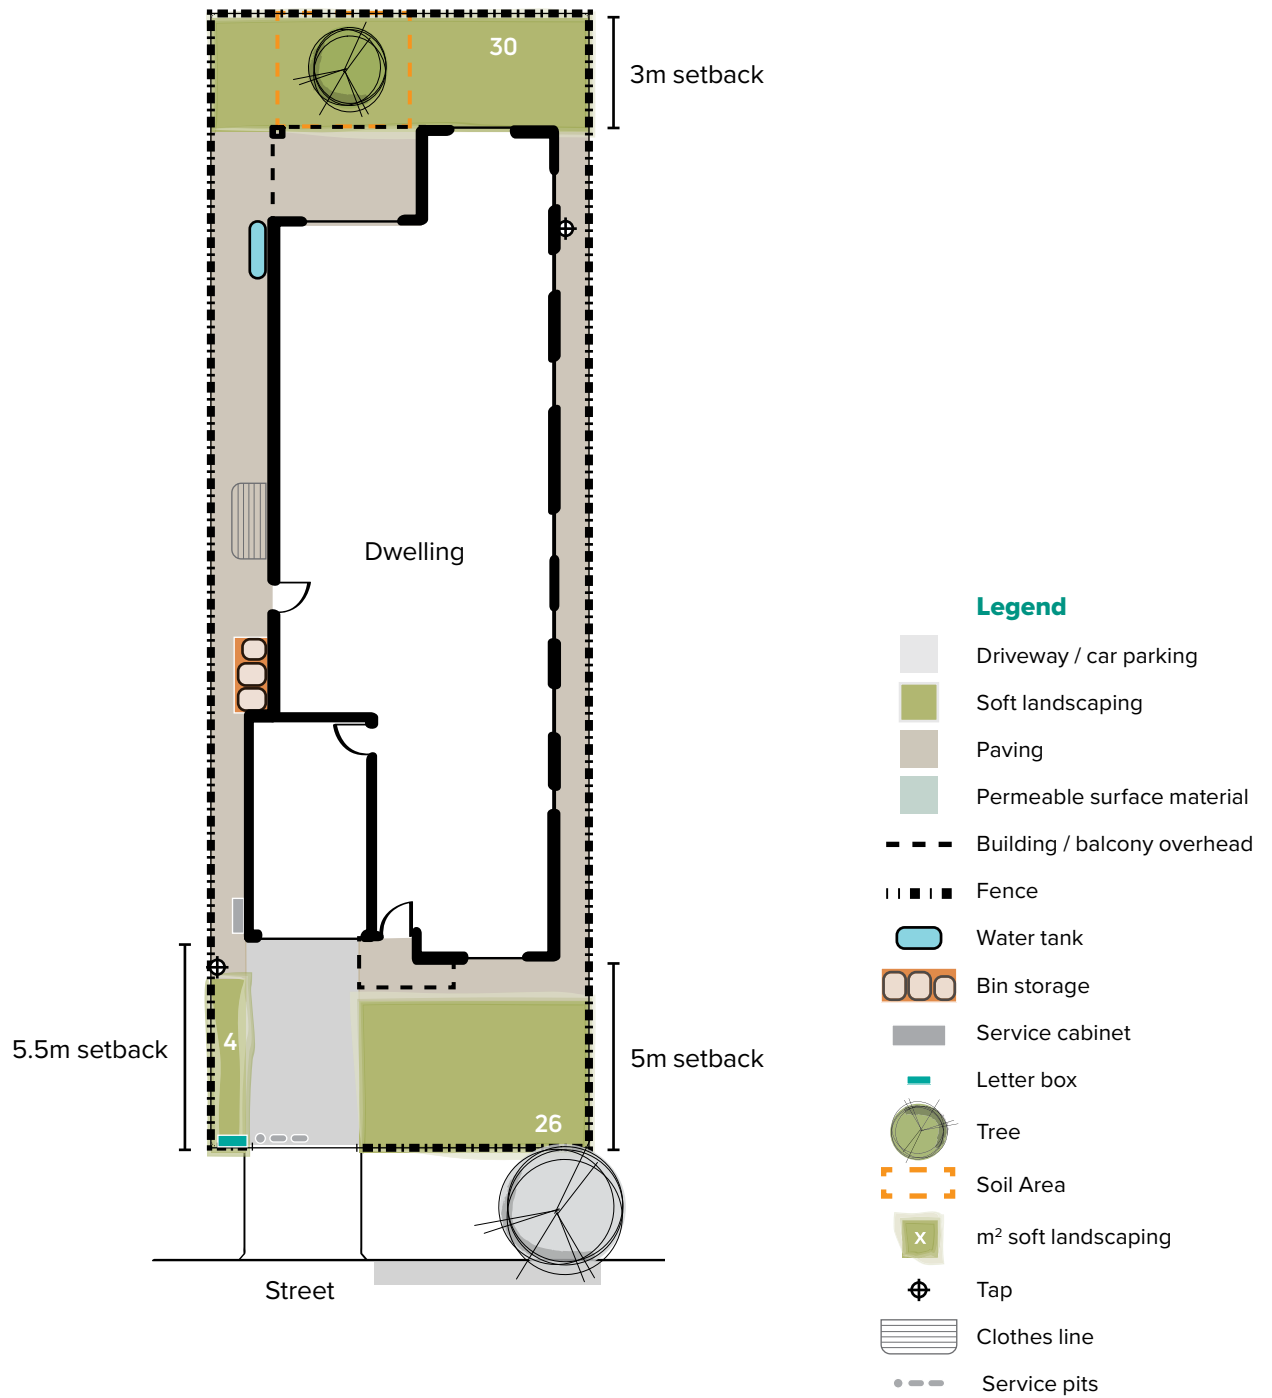 30
3m setback
Dwelling
4
5.5m setback
5m setback
26
Street
Legend
Driveway / car parking
Soft landscaping
Paving
Permeable surface material
Building / balcony overhead
Fence
Water tank
Bin storage
Service cabinet
Letter box
Tree
Soil Area
X
m² soft landscaping
Tap
Clothes line
Service pits